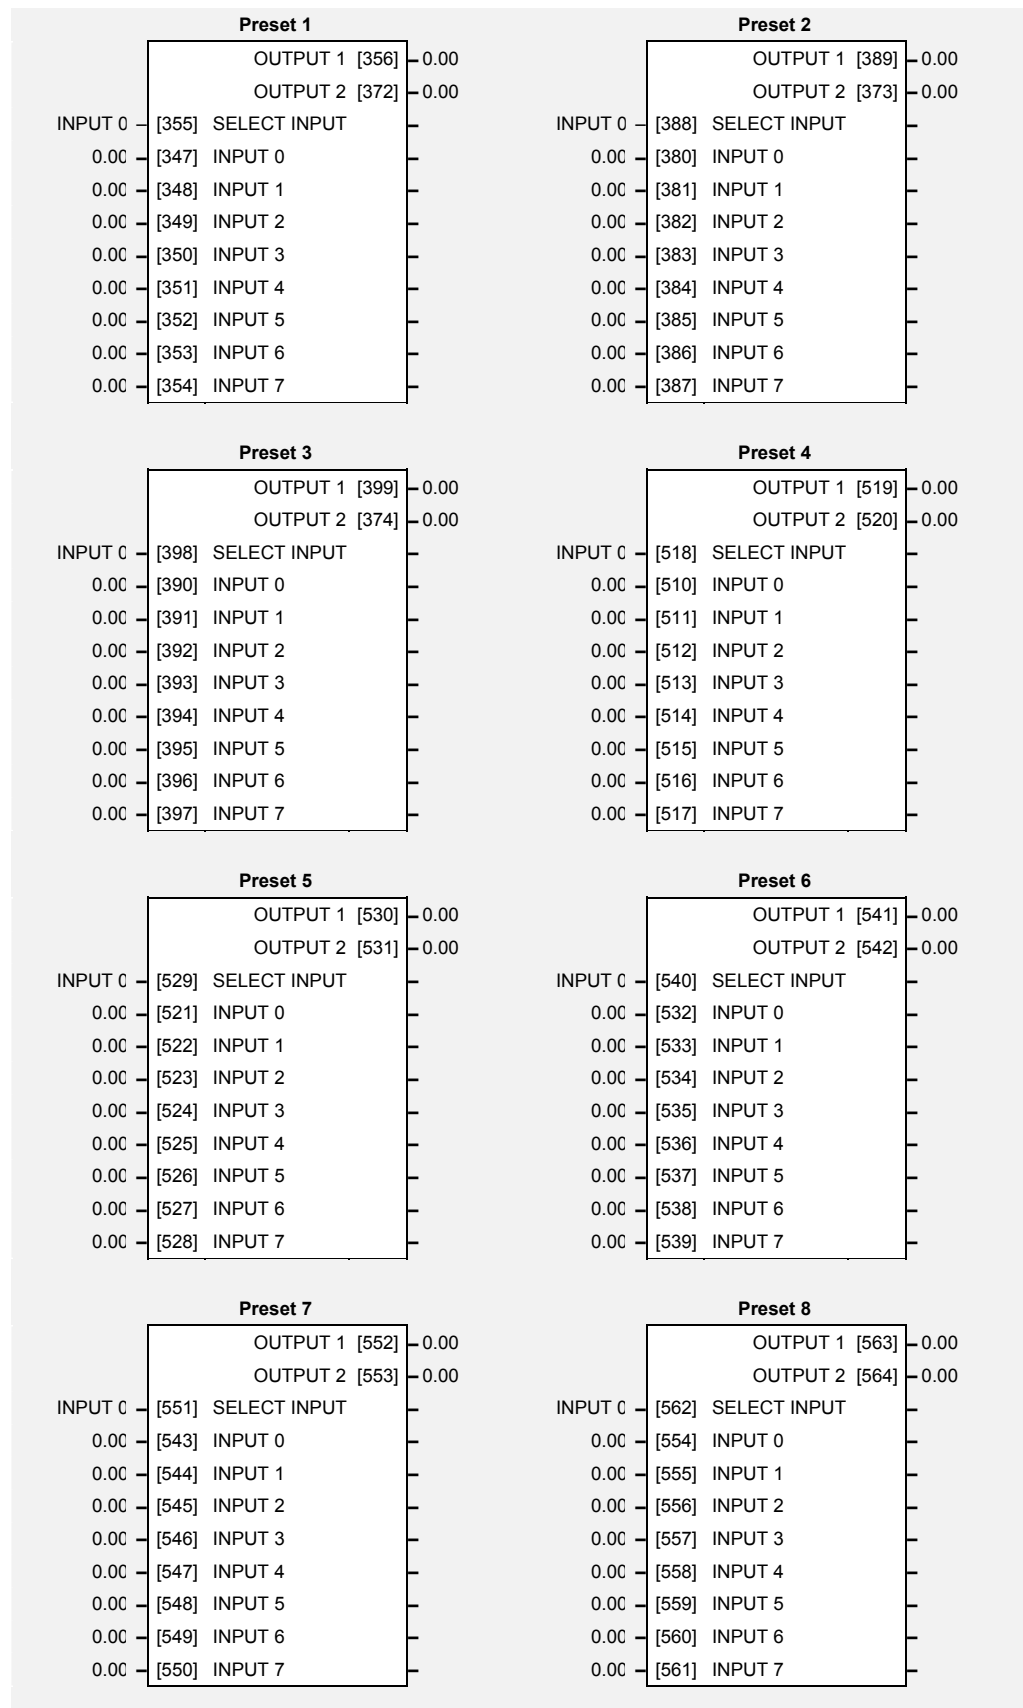 Preset 1
OUTPUT 1 [356] 0.00
OUTPUT 2 [372] 0.00
INPUT 0 [355] SELECT INPUT
0.00 [347] INPUT 0
0.00 [348] INPUT 1
0.00 [349] INPUT 2
0.00 [350] INPUT 3
0.00 [351] INPUT 4
0.00 [352] INPUT 5
0.00 [353] INPUT 6
0.00 [354] INPUT 7
Preset 2
OUTPUT 1 [389] 0.00
OUTPUT 2 [373] 0.00
INPUT 0 [388] SELECT INPUT
0.00 [380] INPUT 0
0.00 [381] INPUT 1
0.00 [382] INPUT 2
0.00 [383] INPUT 3
0.00 [384] INPUT 4
0.00 [385] INPUT 5
0.00 [386] INPUT 6
0.00 [387] INPUT 7
Preset 3
OUTPUT 1 [399] 0.00
OUTPUT 2 [374] 0.00
INPUT 0 [398] SELECT INPUT
0.00 [390] INPUT 0
0.00 [391] INPUT 1
0.00 [392] INPUT 2
0.00 [393] INPUT 3
0.00 [394] INPUT 4
0.00 [395] INPUT 5
0.00 [396] INPUT 6
0.00 [397] INPUT 7
Preset 4
OUTPUT 1 [519] 0.00
OUTPUT 2 [520] 0.00
INPUT 0 [518] SELECT INPUT
0.00 [510] INPUT 0
0.00 [511] INPUT 1
0.00 [512] INPUT 2
0.00 [513] INPUT 3
0.00 [514] INPUT 4
0.00 [515] INPUT 5
0.00 [516] INPUT 6
0.00 [517] INPUT 7
Preset 5
OUTPUT 1 [530] 0.00
OUTPUT 2 [531] 0.00
INPUT 0 [529] SELECT INPUT
0.00 [521] INPUT 0
0.00 [522] INPUT 1
0.00 [523] INPUT 2
0.00 [524] INPUT 3
0.00 [525] INPUT 4
0.00 [526] INPUT 5
0.00 [527] INPUT 6
0.00 [528] INPUT 7
Preset 6
OUTPUT 1 [541] 0.00
OUTPUT 2 [542] 0.00
INPUT 0 [540] SELECT INPUT
0.00 [532] INPUT 0
0.00 [533] INPUT 1
0.00 [534] INPUT 2
0.00 [535] INPUT 3
0.00 [536] INPUT 4
0.00 [537] INPUT 5
0.00 [538] INPUT 6
0.00 [539] INPUT 7
Preset 7
OUTPUT 1 [552] 0.00
OUTPUT 2 [553] 0.00
INPUT 0 [551] SELECT INPUT
0.00 [543] INPUT 0
0.00 [544] INPUT 1
0.00 [545] INPUT 2
0.00 [546] INPUT 3
0.00 [547] INPUT 4
0.00 [548] INPUT 5
0.00 [549] INPUT 6
0.00 [550] INPUT 7
Preset 8
OUTPUT 1 [563] 0.00
OUTPUT 2 [564] 0.00
INPUT 0 [562] SELECT INPUT
0.00 [554] INPUT 0
0.00 [555] INPUT 1
0.00 [556] INPUT 2
0.00 [557] INPUT 3
0.00 [558] INPUT 4
0.00 [559] INPUT 5
0.00 [560] INPUT 6
0.00 [561] INPUT 7